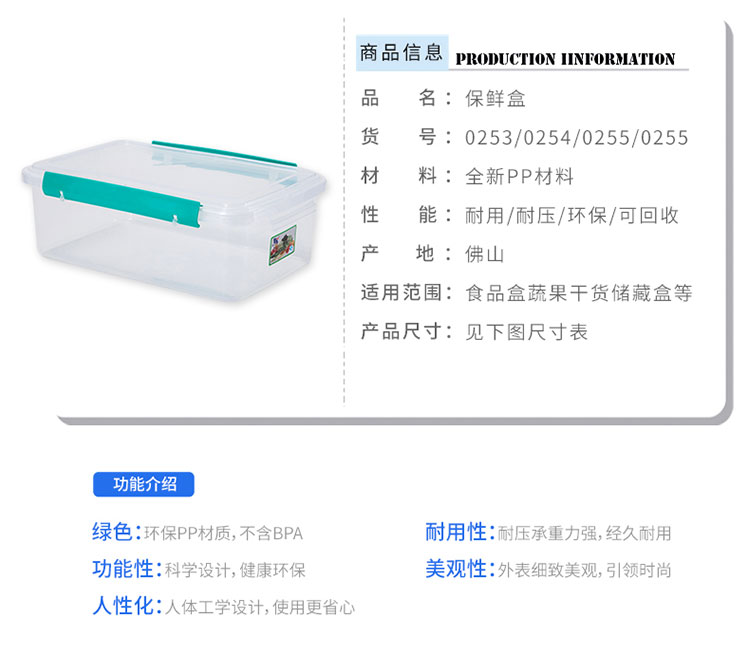 商品信息 PRODUCTION IINFORMATION
品 名：保鲜盒
货 号：0253/0254/0255/0255
材 料：全新PP材料
性 能：耐用/耐压/环保/可回收
产 地：佛山
适用范围：食品盒蔬果干货储藏盒等
产品尺寸：见下图尺寸表
功能介绍
绿色：环保PP材质，不含BPA
耐用性：耐压承重力强，经久耐用
功能性：科学设计，健康环保
美观性：外表细致美观，引领时尚
人性化：人体工学设计，使用更省心